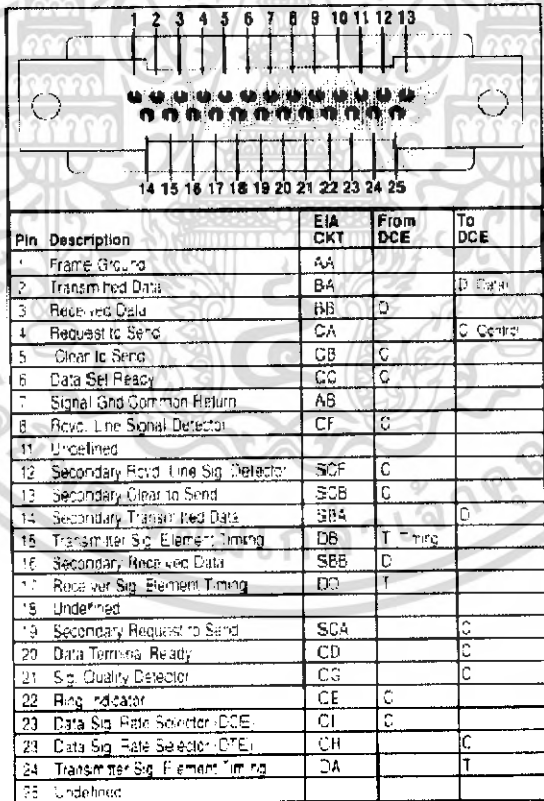 1 2 3 4 5 6 7 8 9 10 11 12 13
14 15 16 17 18 19 20 21 22 23 24 25
Pin Description EIA CKT From DCE To DCE
1 Frame Ground AA
2 Transmitted Data BA D Data
3 Received Data BB D
4 Request to Send CA C Control
5 Clear to Send CB C
6 Data Set Ready CC C
7 Signal Gnd Common Return AB
8 Rcvd. Line Signal Detector CF C
11 Undefined
12 Secondary Rcvd. Line Sig. Detector SCF C
13 Secondary Clear to Send SCB C
14 Secondary Transmitted Data SBA D
15 Transmitter Sig. Element Timing DB T Timing
16 Secondary Received Data SBB D
17 Receiver Sig. Element Timing DD T
18 Undefined
19 Secondary Request to Send SCA C
20 Data Terminal Ready CD C
21 Sig. Quality Detector CG C
22 Ring Indicator CE C
23 Data Sig. Rate Selector (DCE) CI C
23 Data Sig. Rate Selector (DTE) CH C
24 Transmitter Sig. Element Timing DA T
25 Undefined